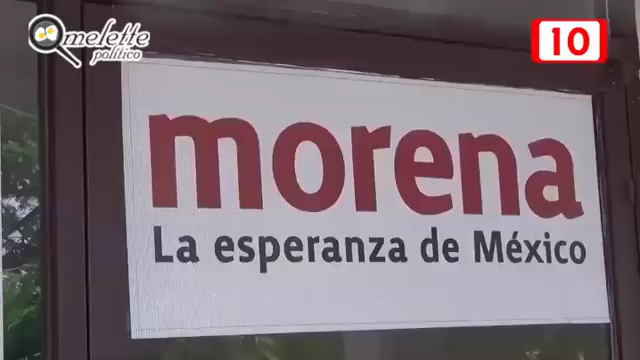 Omelette
político
10
morena
La esperanza de México